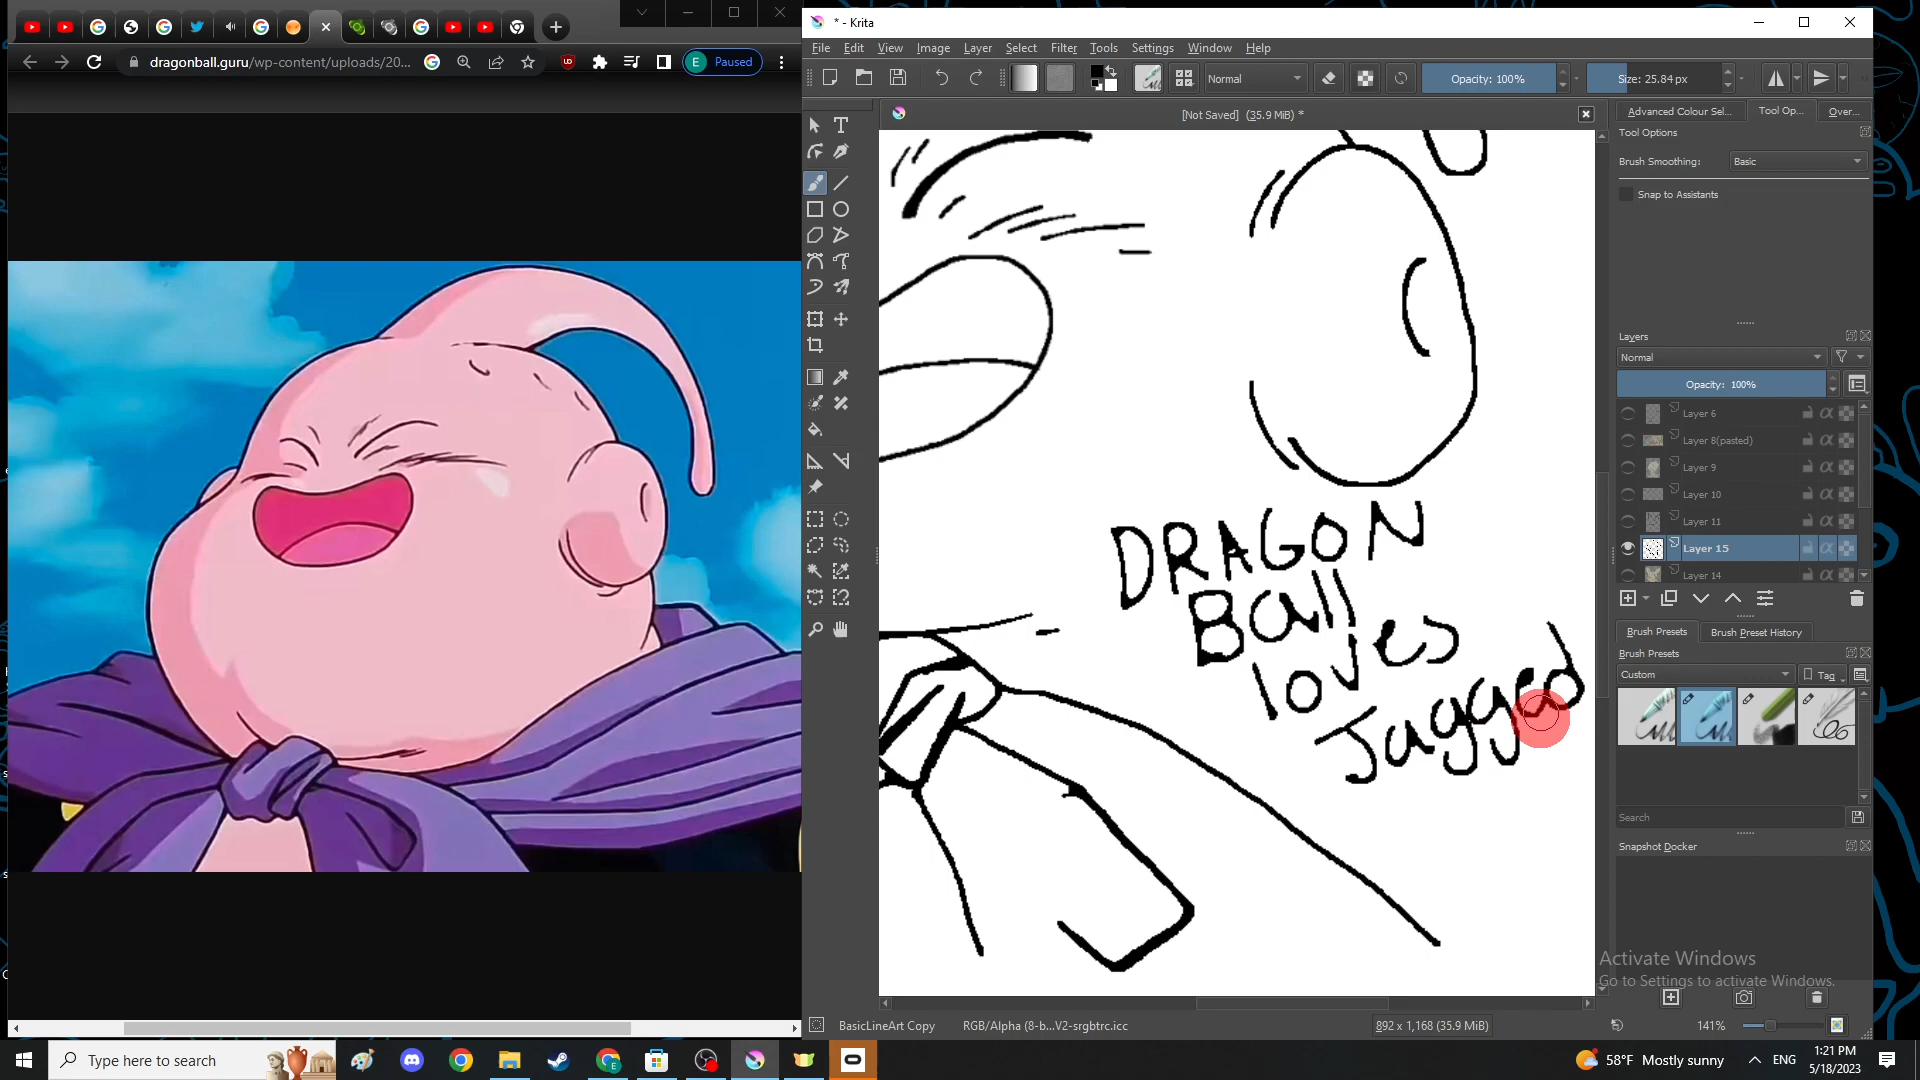 * - Krita
dragonball.guru/wp-content/uploads/20...
Paused
File Edit View Image Layer Select Filter Tools Settings Window Help
Normal
Opacity: 100%
Size: 25.84 px
[Not Saved] (35.9 MiB) *
Advanced Colour Sel...
Tool Op...
Over...
Tool Options
Brush Smoothing:
Basic
Snap to Assistants
DRAGON
Ball
loves
Jagged
Layers
Normal
Opacity: 100%
Layer 6
Layer 8(pasted)
Layer 9
Layer 10
Layer 11
Layer 15
Layer 14
Brush Presets
Brush Preset History
Brush Presets
Custom
Tag
Search
Snapshot Docker
Activate Windows
Go to Settings to activate Windows.
BasicLineArt Copy
RGB/Alpha (8-b...V2-srgbtrc.icc
892 x 1,168 (35.9 MiB)
141%
Type here to search
58°F Mostly sunny
ENG
1:21 PM
5/18/2023